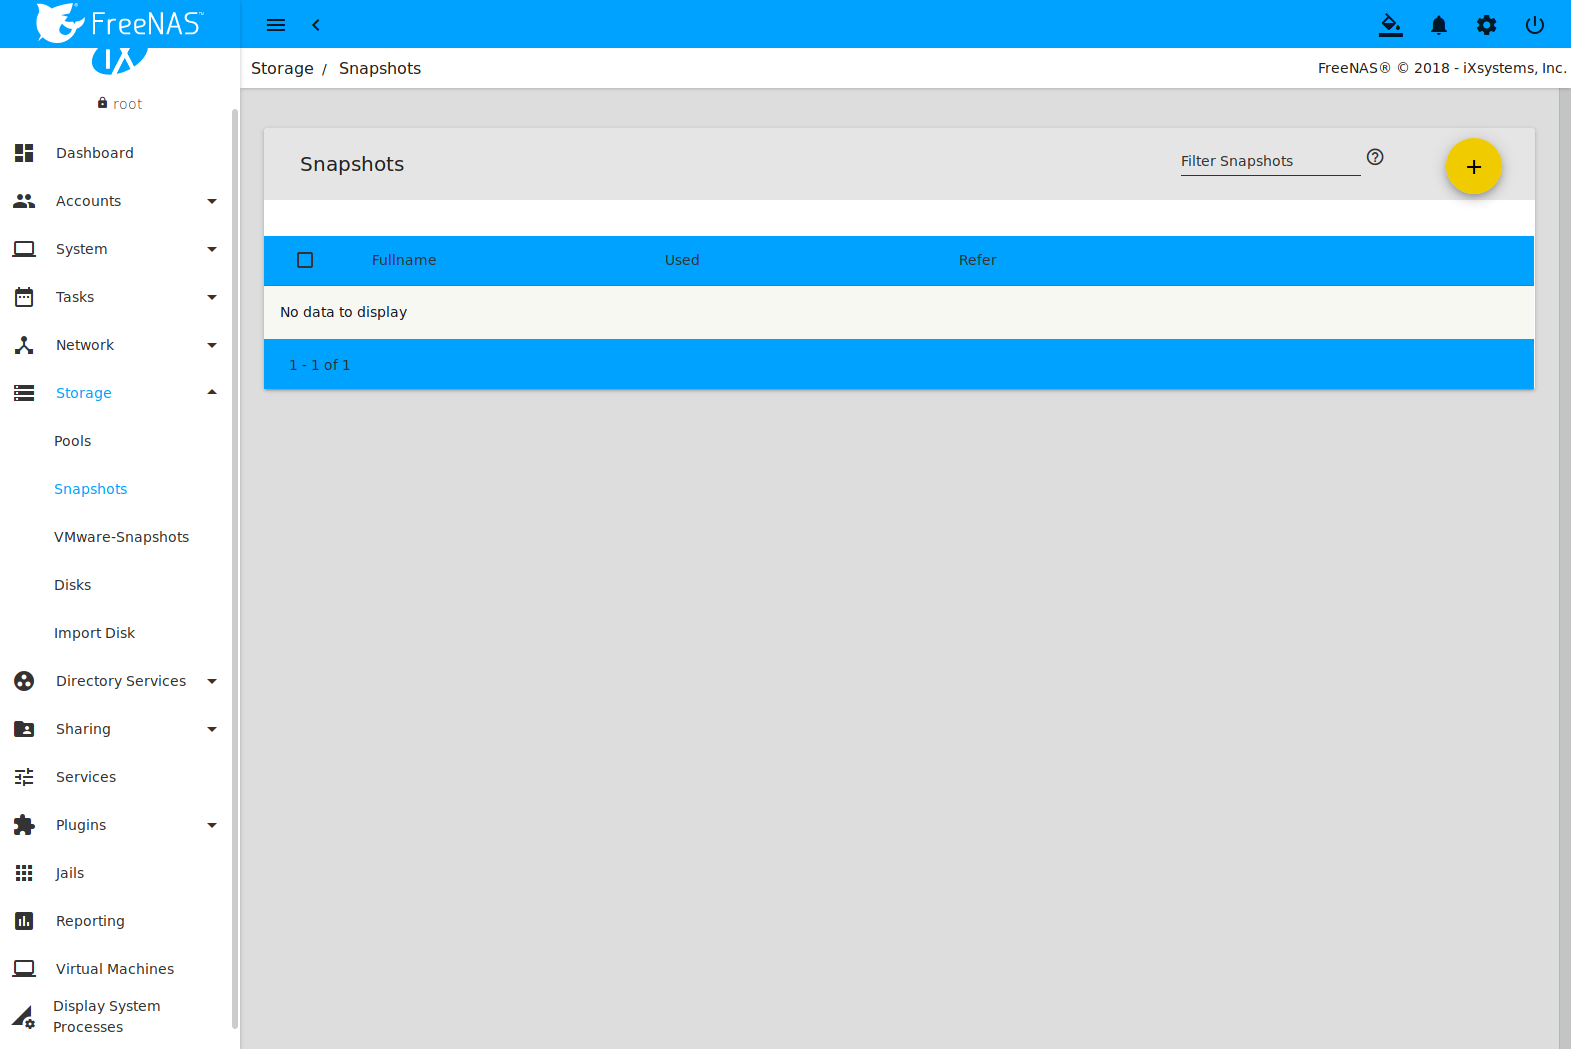 FreeNAS™
Storage / Snapshots
FreeNAS® © 2018 - iXsystems, Inc.
iX
root
Dashboard
Accounts
System
Tasks
Network
Storage
Pools
Snapshots
VMware-Snapshots
Disks
Import Disk
Directory Services
Sharing
Services
Plugins
Jails
Reporting
Virtual Machines
Display System
Processes
Snapshots
Filter Snapshots
Fullname Used Refer
No data to display
1 - 1 of 1